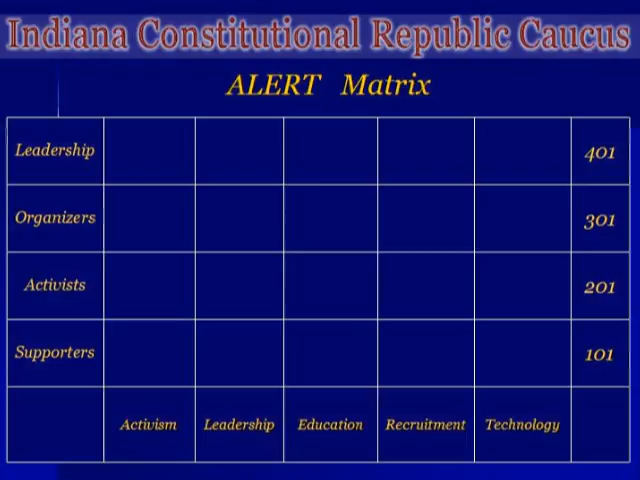 Indiana Constitutional Republic Caucus
ALERT Matrix
Leadership 401
Organizers 301
Activists 201
Supporters 101
Activism Leadership Education Recruitment Technology